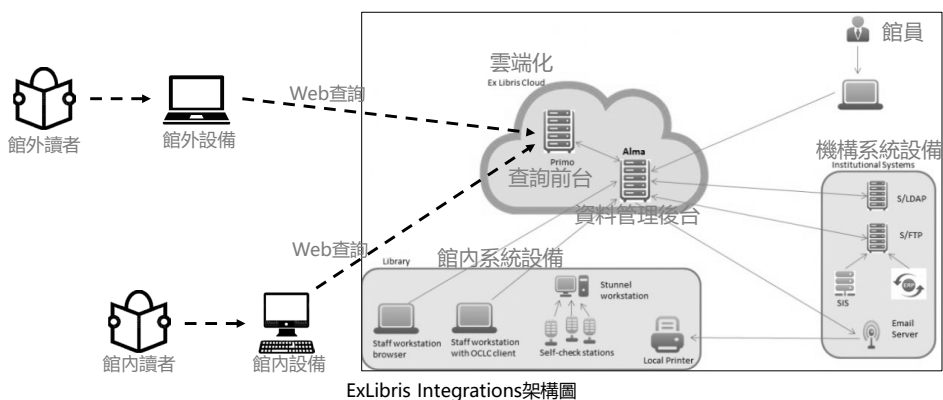 館員
雲端化
Ex Libris Cloud
Web查詢
館外讀者
館外設備
Primo
Alma
查詢前台
資料管理後台
機構系統設備
Institutional Systems
S/LDAP
S/FTP
SIS
ERP
Email
Server
Web查詢
Library
館內系統設備
Stunnel
workstation
Staff workstation
browser
Staff workstation
with OCLC client
Self-check stations
Local Printer
館內讀者
館內設備
ExLibris Integrations架構圖